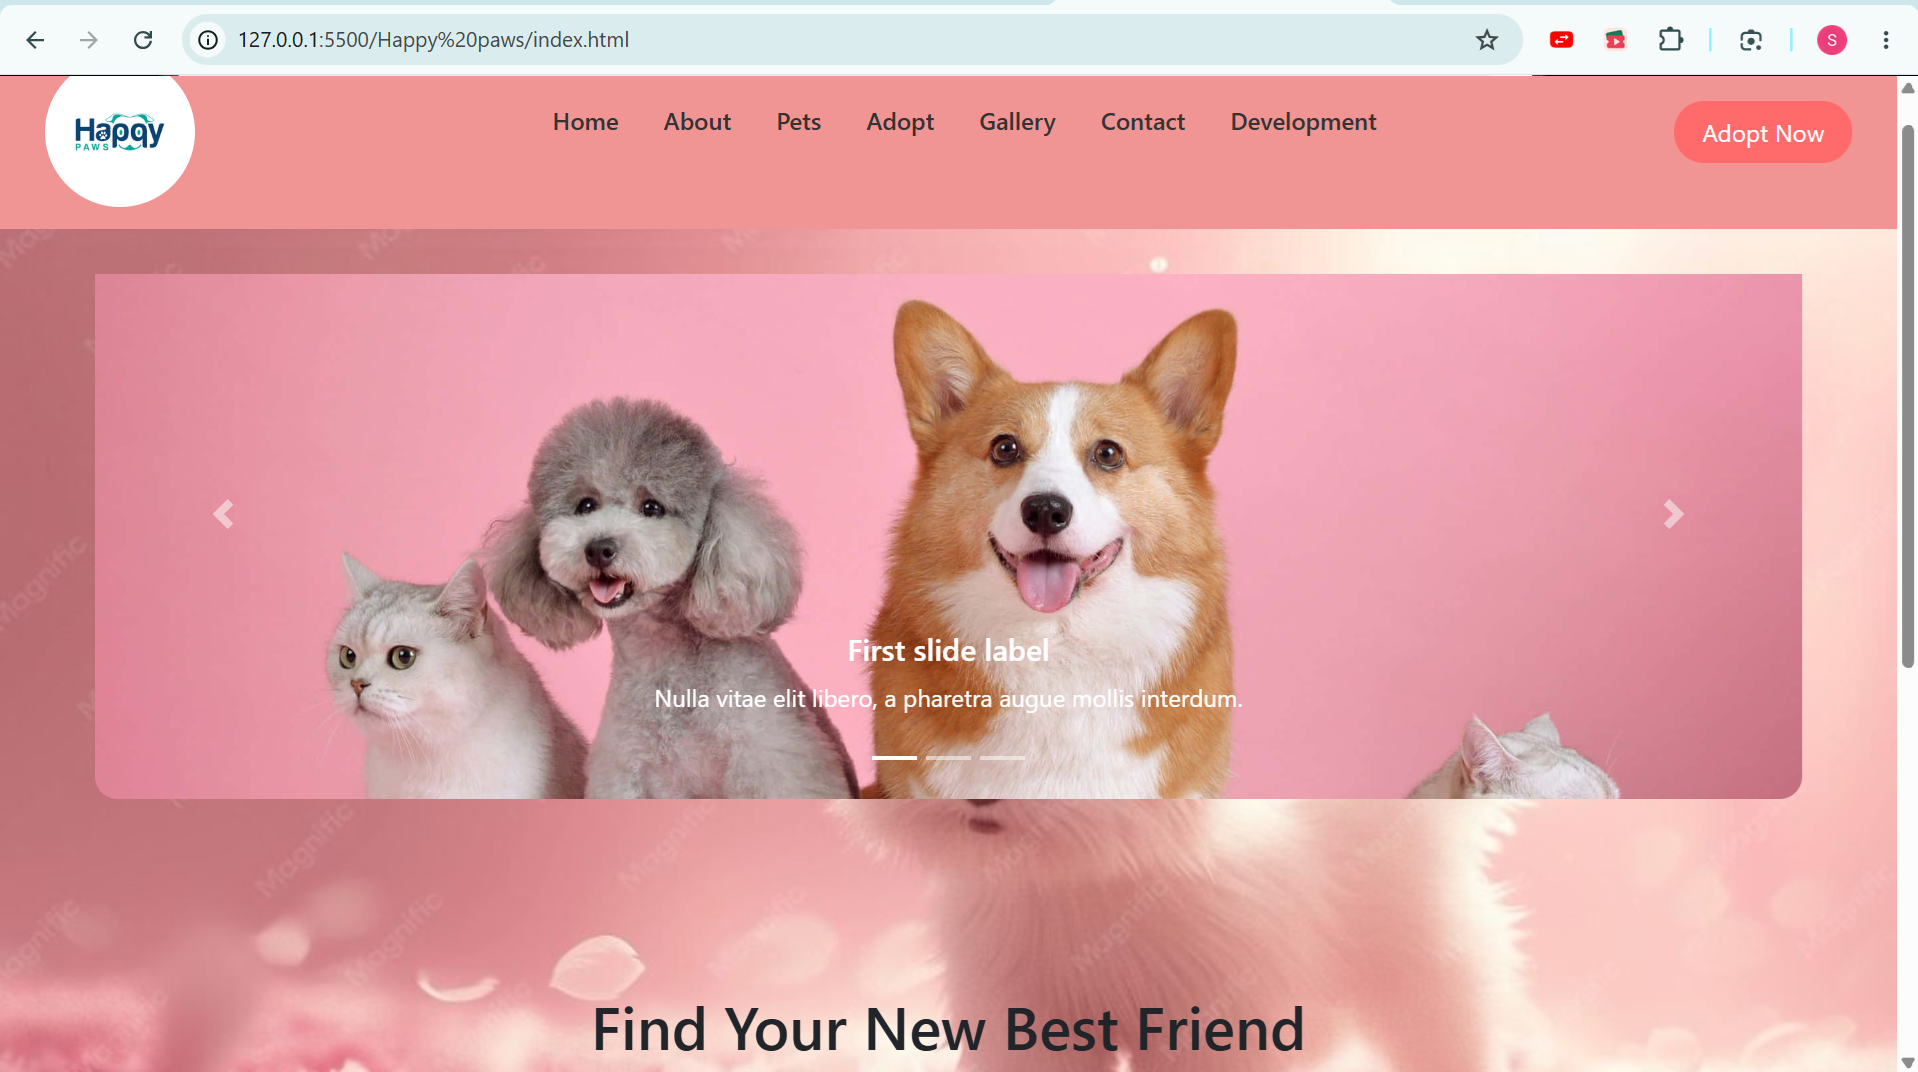 127.0.0.1:5500/Happy%20paws/index.html
S
Happy
PAWS
Home
About
Pets
Adopt
Gallery
Contact
Development
Adopt Now
Magnific
First slide label
Nulla vitae elit libero, a pharetra augue mollis interdum.
Find Your New Best Friend